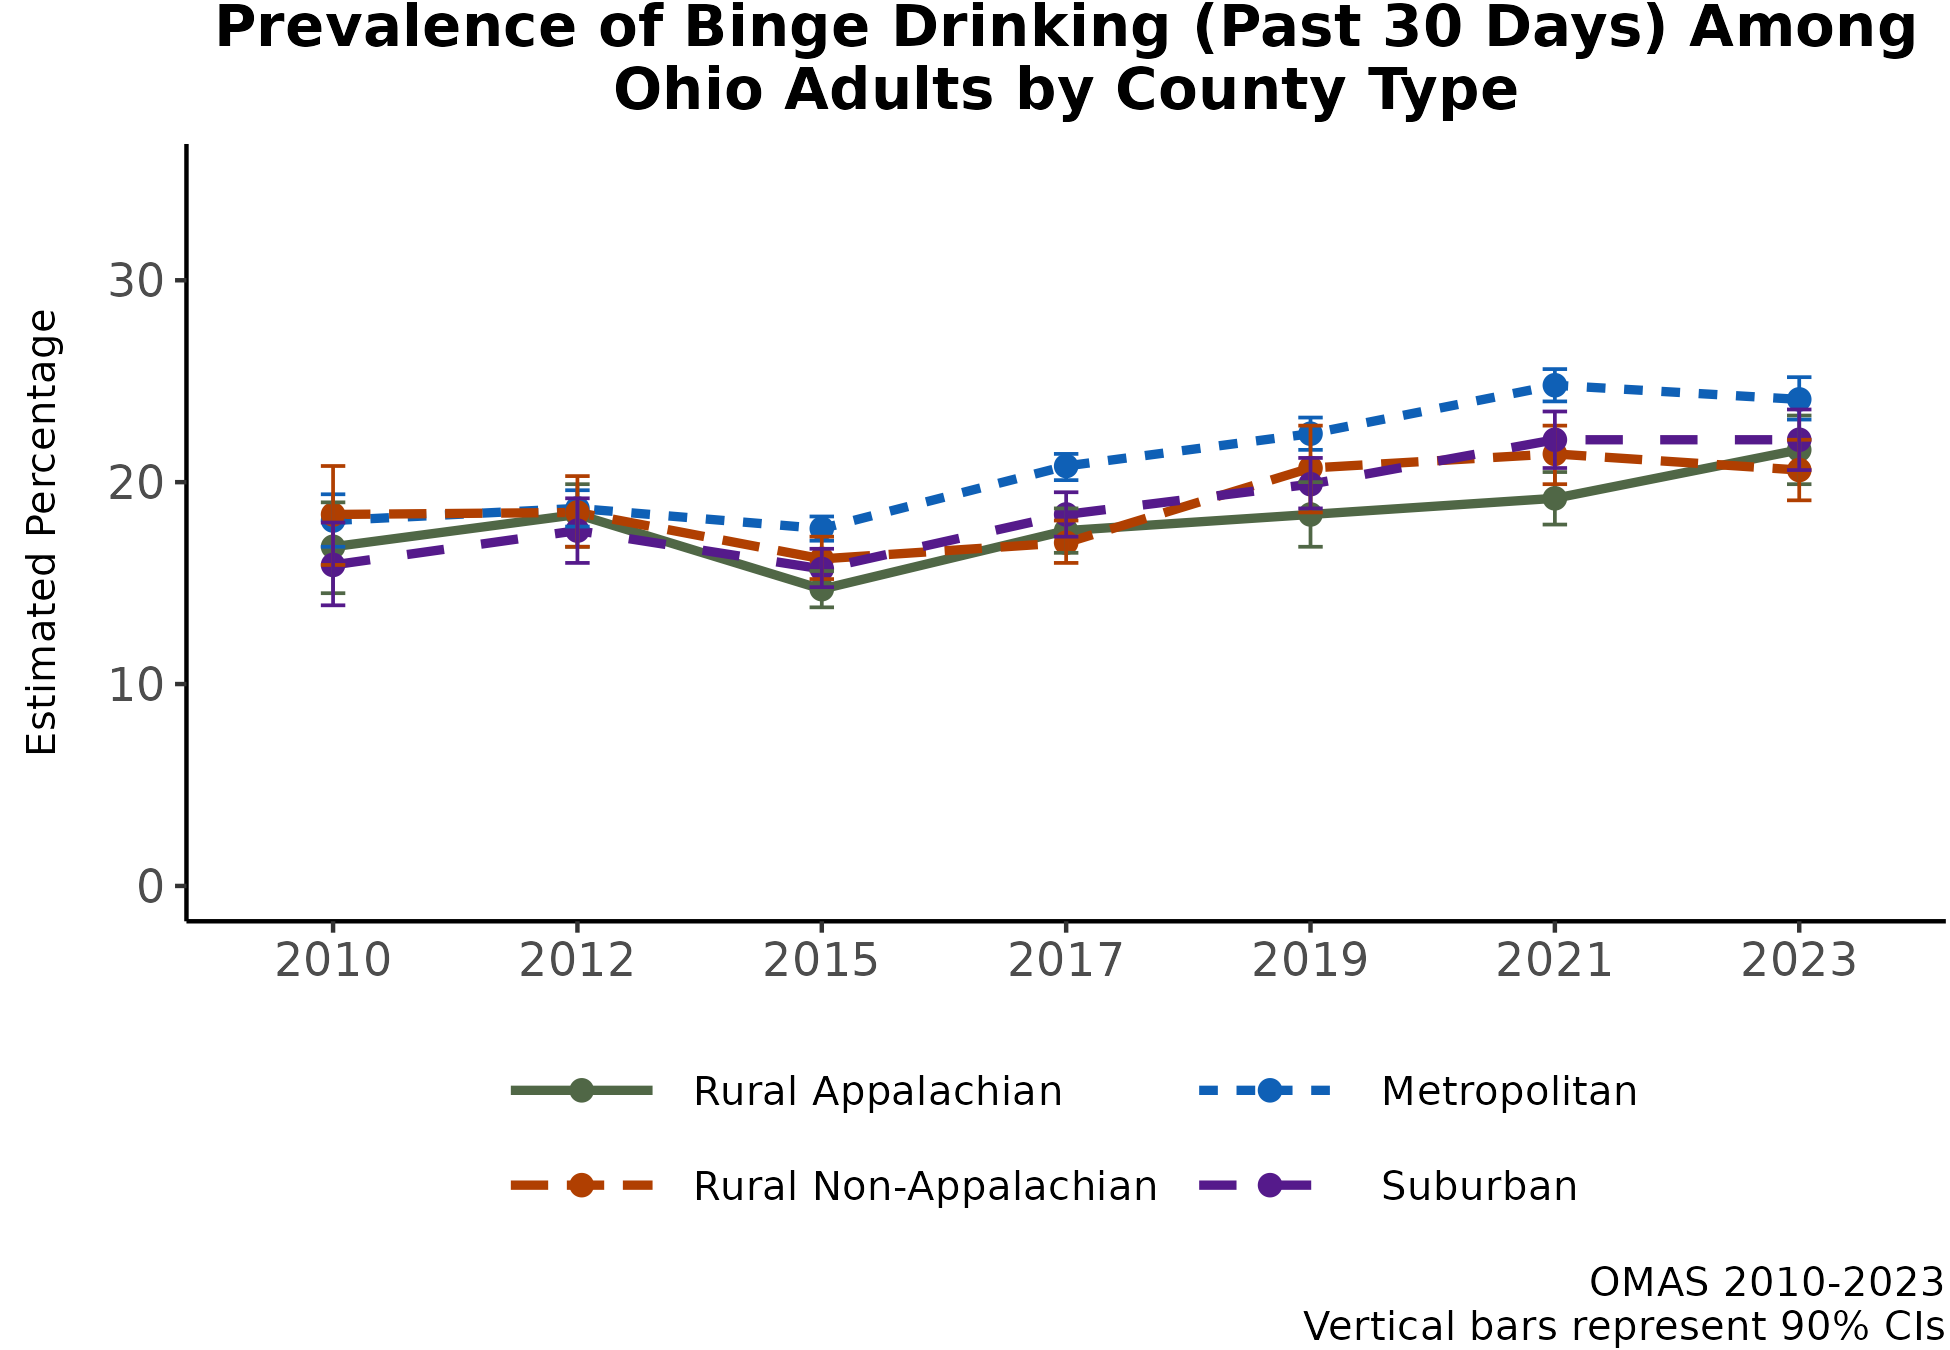 Prevalence of Binge Drinking (Past 30 Days) Among
Ohio Adults by County Type
Estimated Percentage
30
20
10
0
2010 2012 2015 2017 2019 2021 2023
Rural Appalachian Metropolitan
Rural Non-Appalachian Suburban
OMAS 2010-2023
Vertical bars represent 90% CIs